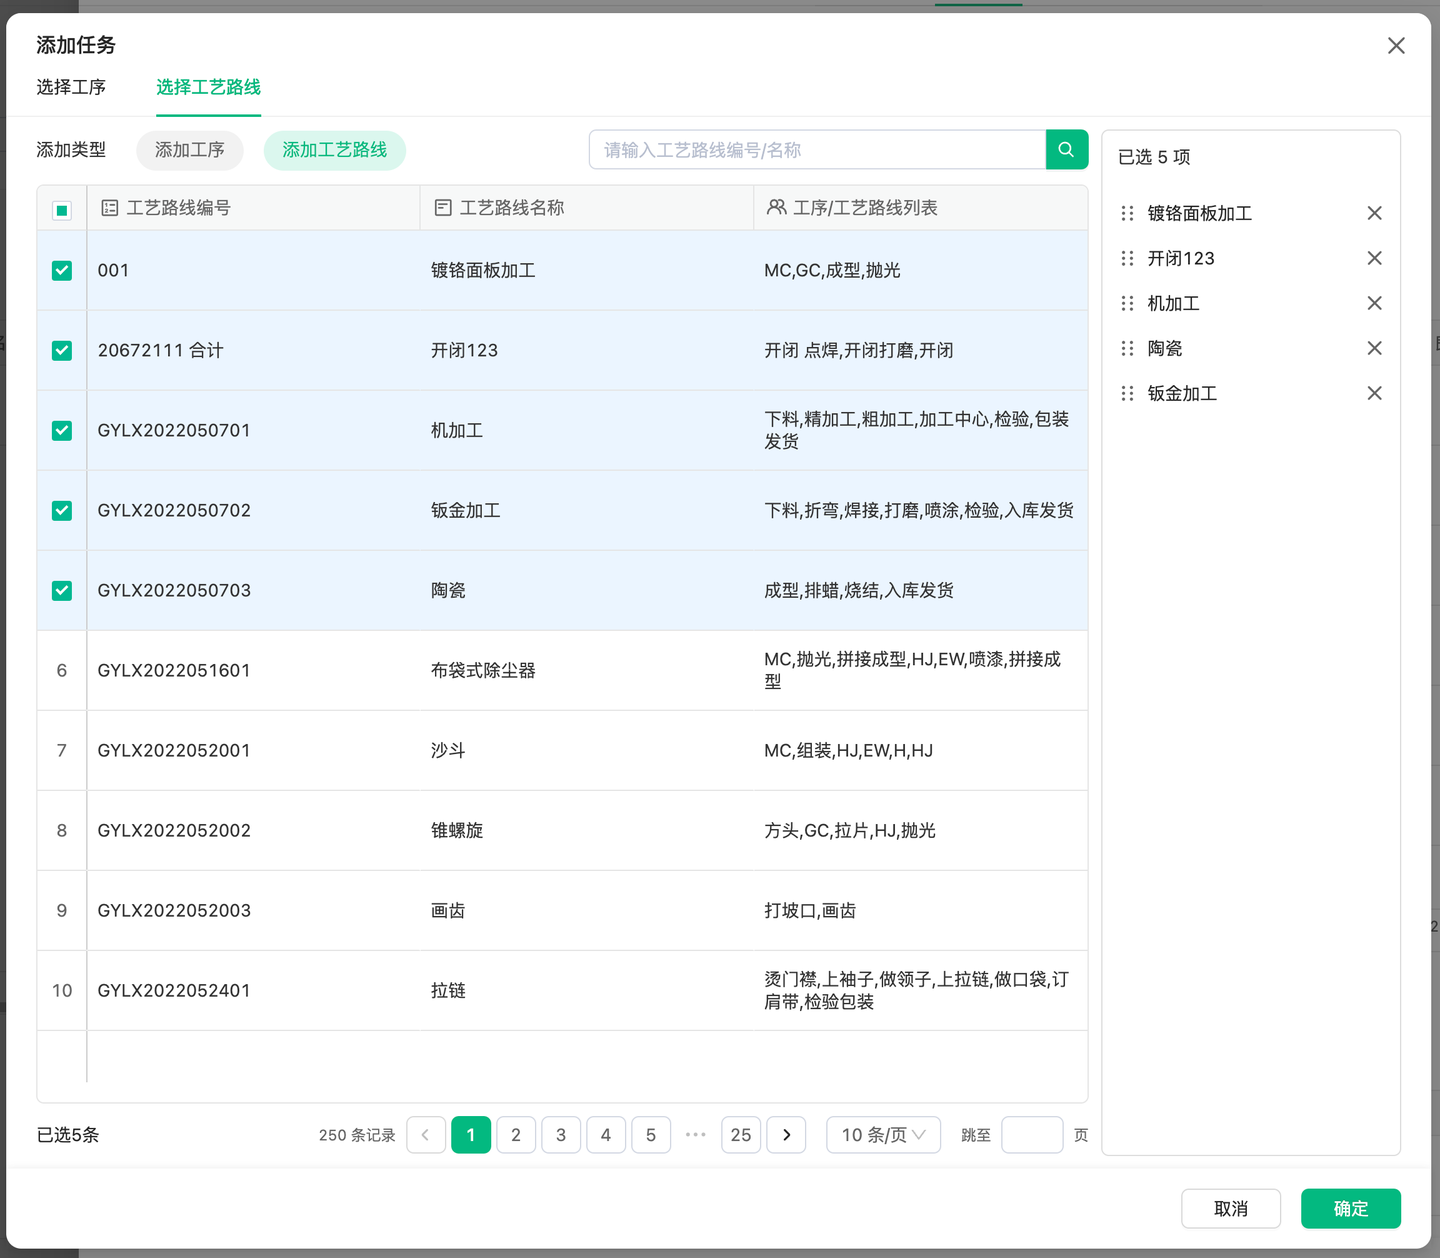 添加任务
选择工序 选择工艺路线
添加类型 添加工序 添加工艺路线 请输入工艺路线编号/名称
工艺路线编号 工艺路线名称 工序/工艺路线列表
001 镀铬面板加工 MC,GC,成型,抛光
20672111 合计 开闭123 开闭 点焊,开闭打磨,开闭
GYLX2022050701 机加工 下料,精加工,粗加工,加工中心,检验,包装
发货
GYLX2022050702 钣金加工 下料,折弯,焊接,打磨,喷涂,检验,入库发货
GYLX2022050703 陶瓷 成型,排蜡,烧结,入库发货
6 GYLX2022051601 布袋式除尘器 MC,抛光,拼接成型,HJ,EW,喷漆,拼接成
型
7 GYLX2022052001 沙斗 MC,组装,HJ,EW,H,HJ
8 GYLX2022052002 锥螺旋 方头,GC,拉片,HJ,抛光
9 GYLX2022052003 画齿 打坡口,画齿
10 GYLX2022052401 拉链 烫门襟,上袖子,做领子,上拉链,做口袋,订
肩带,检验包装
已选5条 250 条记录 1 2 3 4 5 ••• 25 10 条/页 跳至 页
已选 5 项
镀铬面板加工
开闭123
机加工
陶瓷
钣金加工
取消 确定